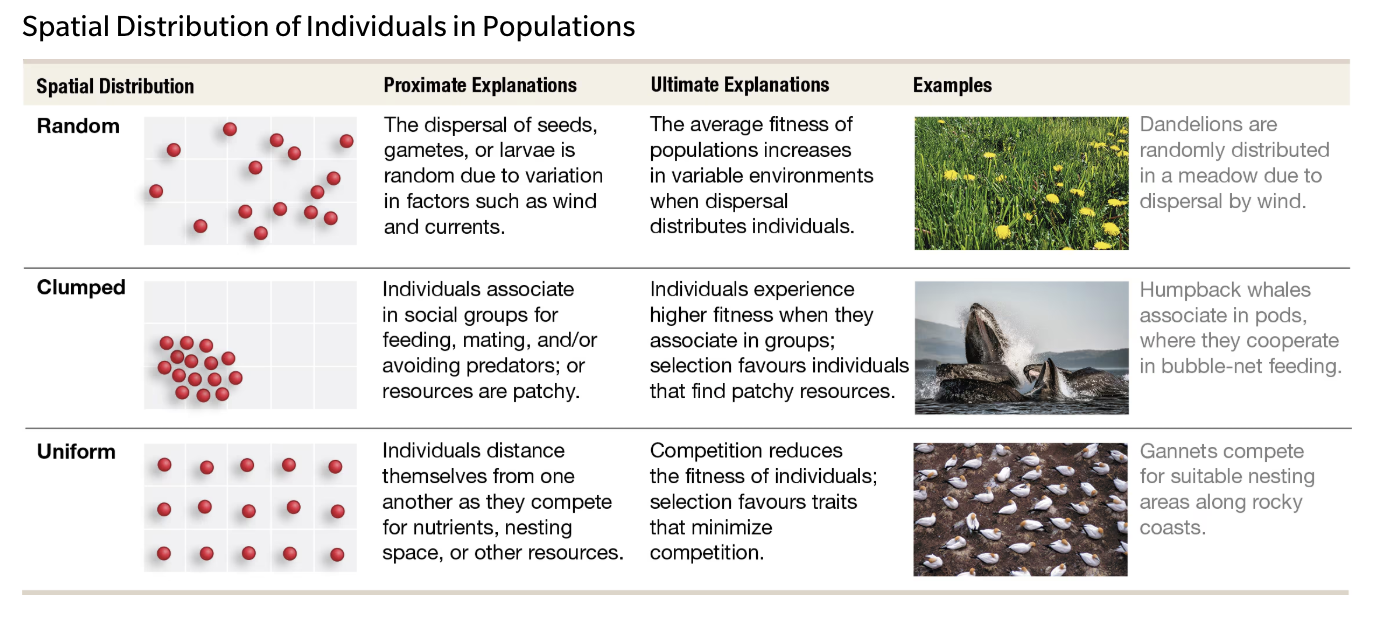 Spatial Distribution of Individuals in Populations
Spatial Distribution
Proximate Explanations
Ultimate Explanations
Examples
Random
The dispersal of seeds,
gametes, or larvae is
random due to variation
in factors such as wind
and currents.
The average fitness of
populations increases
in variable environments
when dispersal
distributes individuals.
Dandelions are
randomly distributed
in a meadow due to
dispersal by wind.
Clumped
Individuals associate
in social groups for
feeding, mating, and/or
avoiding predators; or
resources are patchy.
Individuals experience
higher fitness when they
associate in groups;
selection favours individuals
that find patchy resources.
Humpback whales
associate in pods,
where they cooperate
in bubble-net feeding.
Uniform
Individuals distance
themselves from one
another as they compete
for nutrients, nesting
space, or other resources.
Competition reduces
the fitness of individuals;
selection favours traits
that minimize
competition.
Gannets compete
for suitable nesting
areas along rocky
coasts.